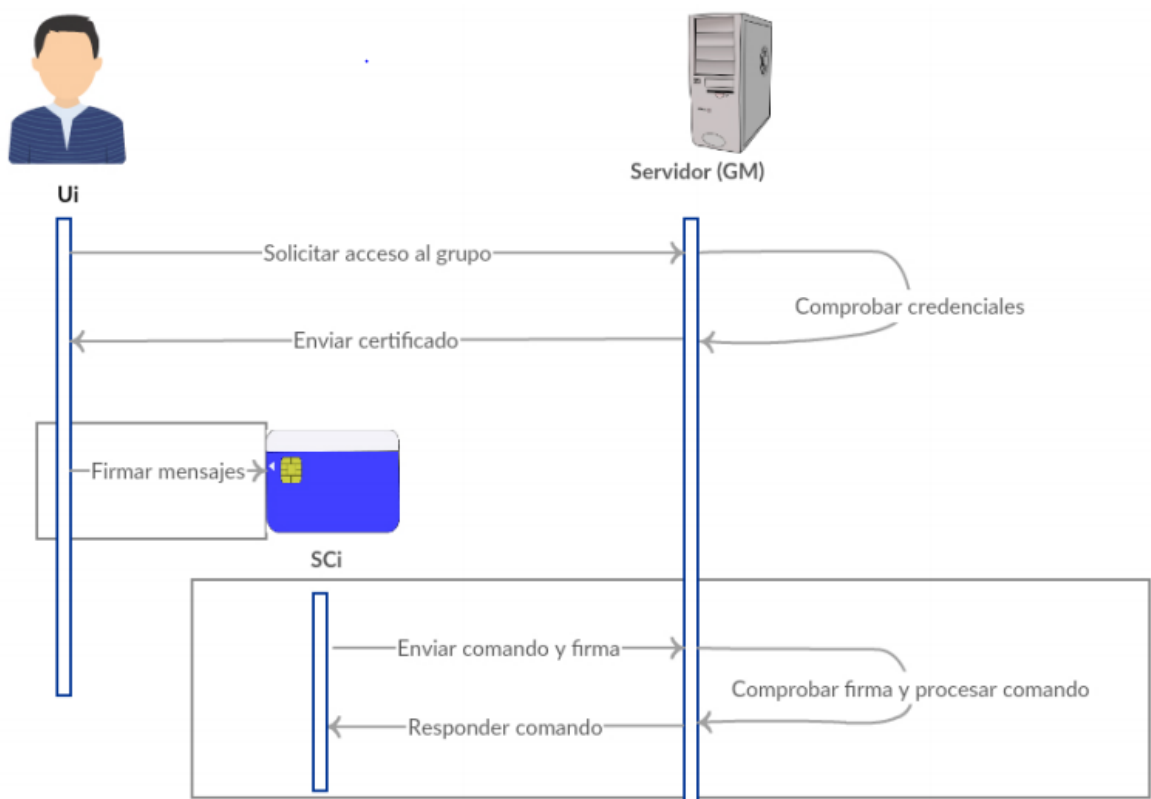 Servidor (GM)
Ui
Solicitar acceso al grupo
Comprobar credenciales
Enviar certificado
Firmar mensajes
SCi
Enviar comando y firma
Comprobar firma y procesar comando
Responder comando